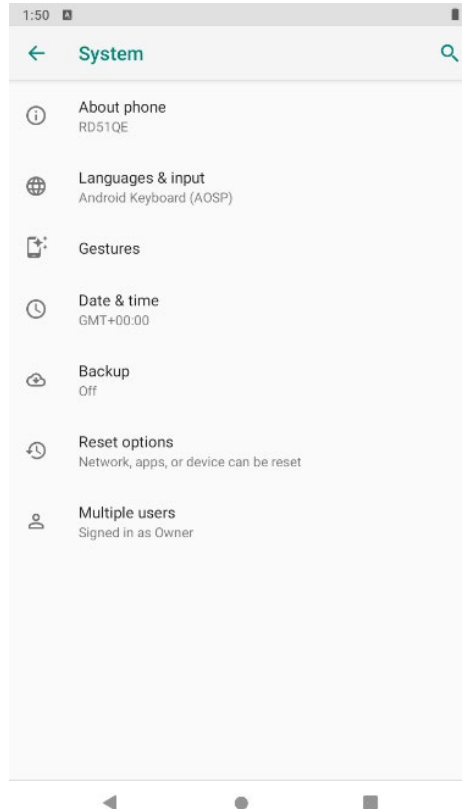 1:50 A
System
About phone
RD51QE
Languages & input
Android Keyboard (AOSP)
Gestures
Date & time
GMT+00:00
Backup
Off
Reset options
Network, apps, or device can be reset
Multiple users
Signed in as Owner